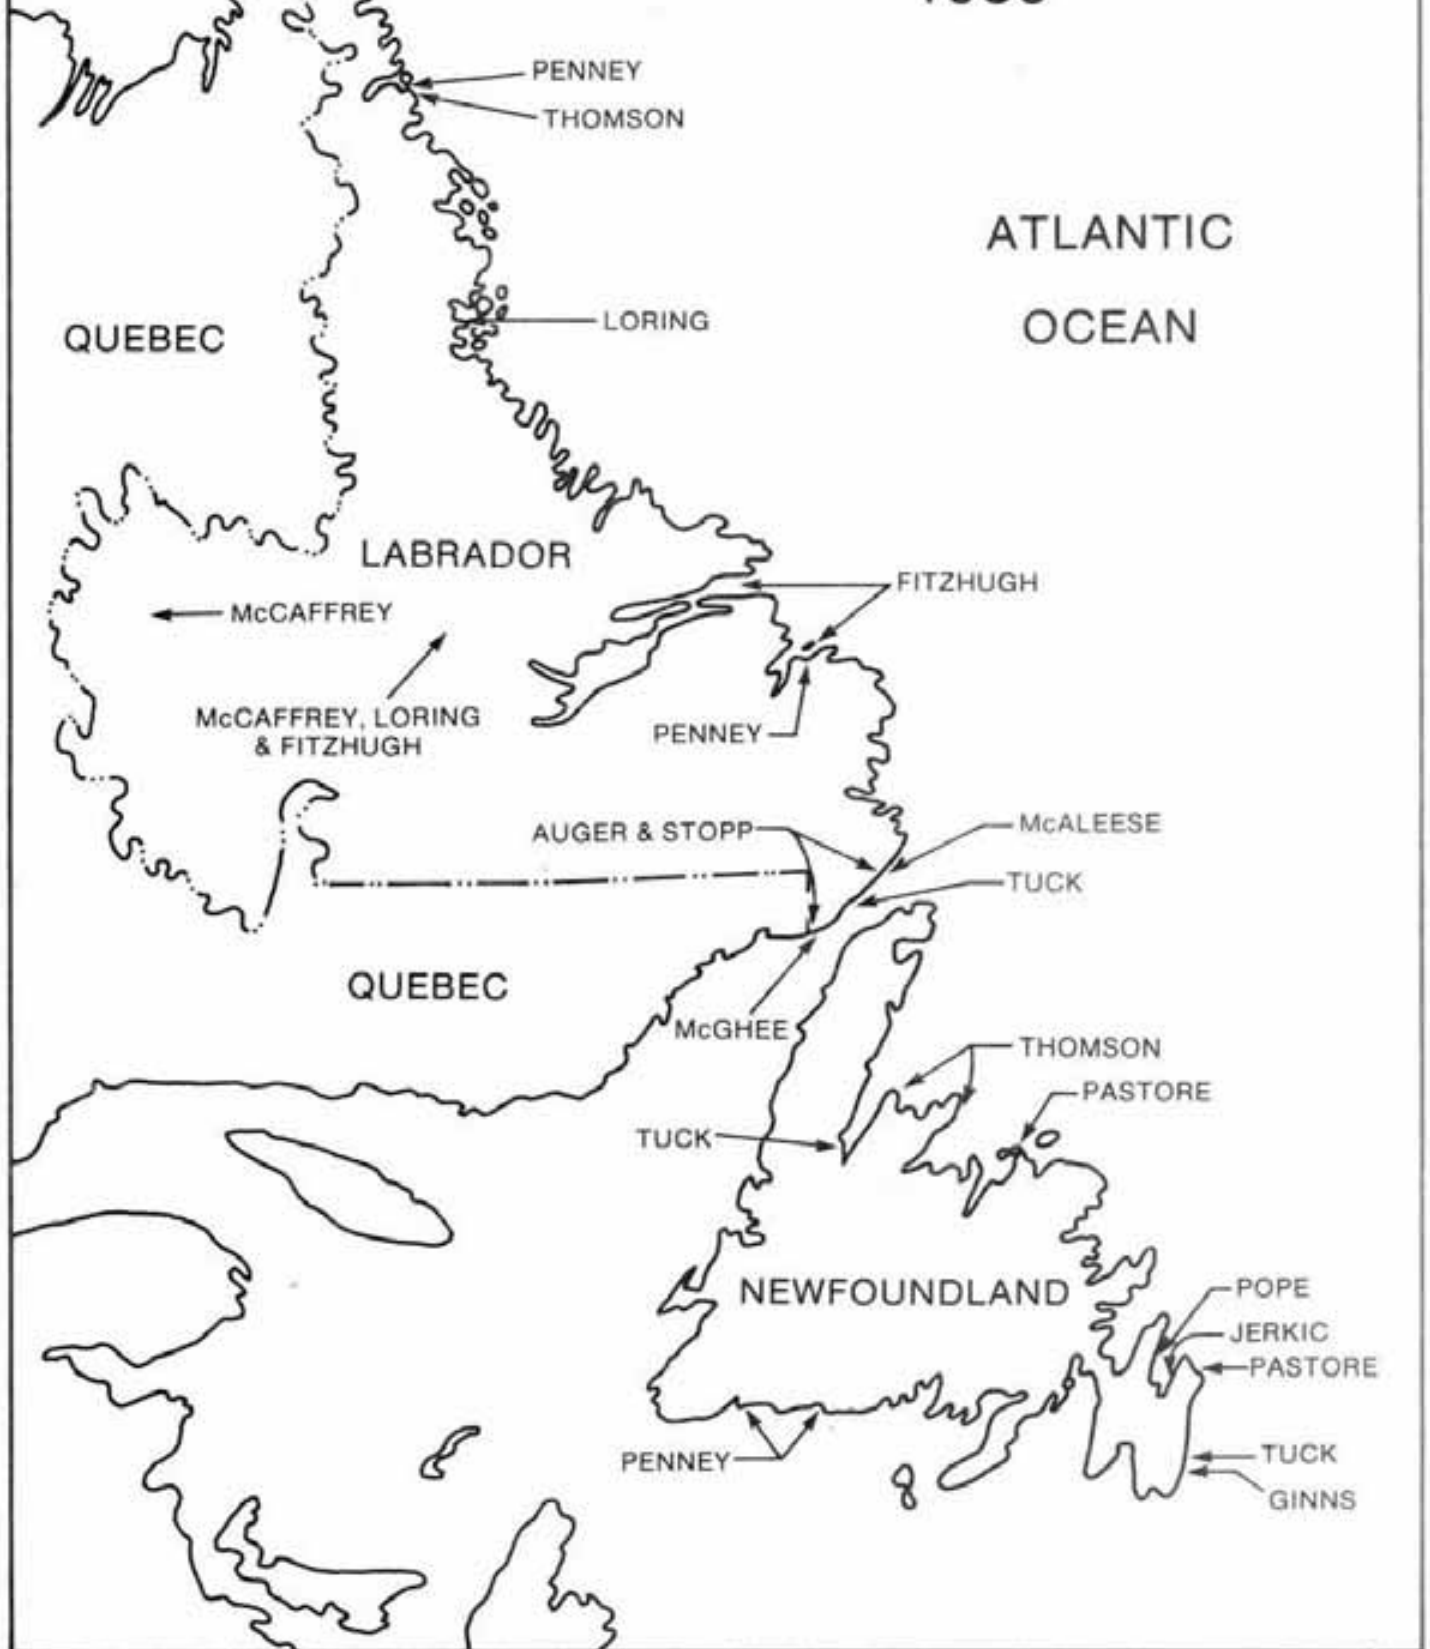 PENNEY
THOMSON
ATLANTIC
OCEAN
QUEBEC
LORING
LABRADOR
FITZHUGH
McCAFFREY
McCAFFREY, LORING
& FITZHUGH
PENNEY
AUGER & STOPP
McALEESE
TUCK
QUEBEC
McGHEE
THOMSON
PASTORE
TUCK
NEWFOUNDLAND
POPE
JERKIC
PASTORE
PENNEY
TUCK
GINNS